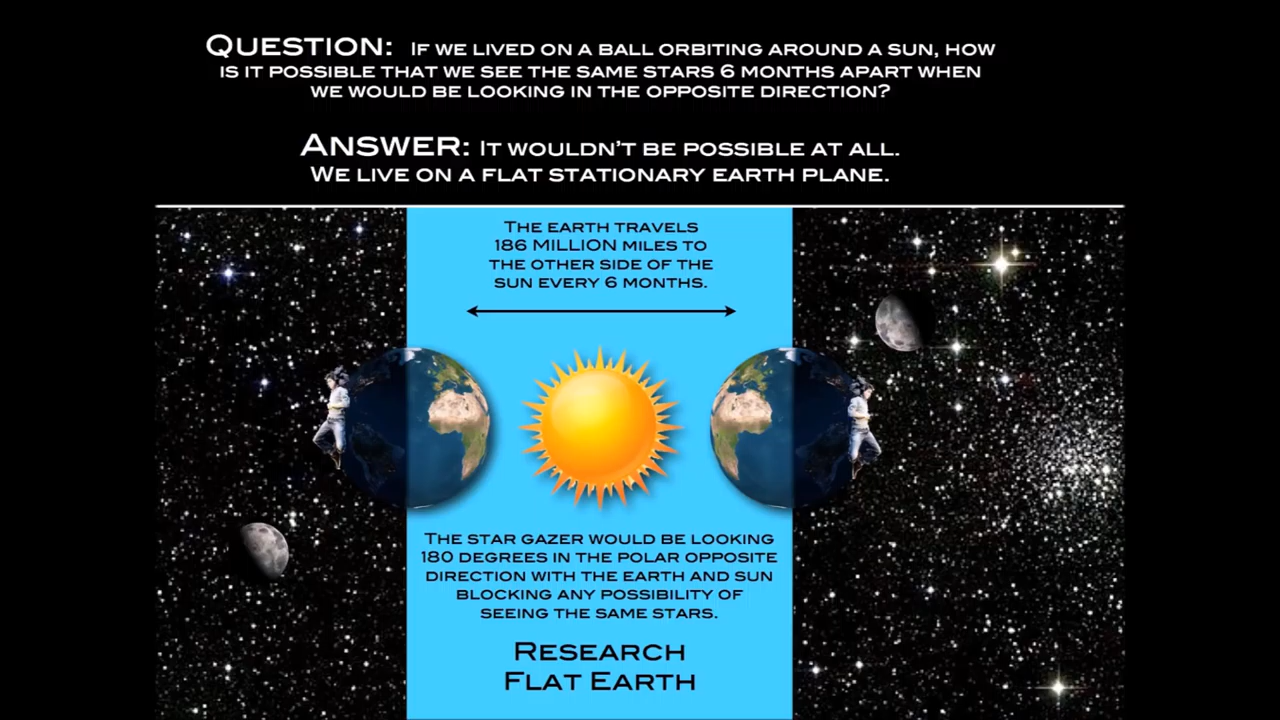 QUESTION: IF WE LIVED ON A BALL ORBITING AROUND A SUN, HOW
IS IT POSSIBLE THAT WE SEE THE SAME STARS 6 MONTHS APART WHEN
WE WOULD BE LOOKING IN THE OPPOSITE DIRECTION?
ANSWER: IT WOULDN'T BE POSSIBLE AT ALL.
WE LIVE ON A FLAT STATIONARY EARTH PLANE.
THE EARTH TRAVELS
186 MILLION MILES TO
THE OTHER SIDE OF THE
SUN EVERY 6 MONTHS.
THE STAR GAZER WOULD BE LOOKING
180 DEGREES IN THE POLAR OPPOSITE
DIRECTION WITH THE EARTH AND SUN
BLOCKING ANY POSSIBILITY OF
SEEING THE SAME STARS.
RESEARCH
FLAT EARTH